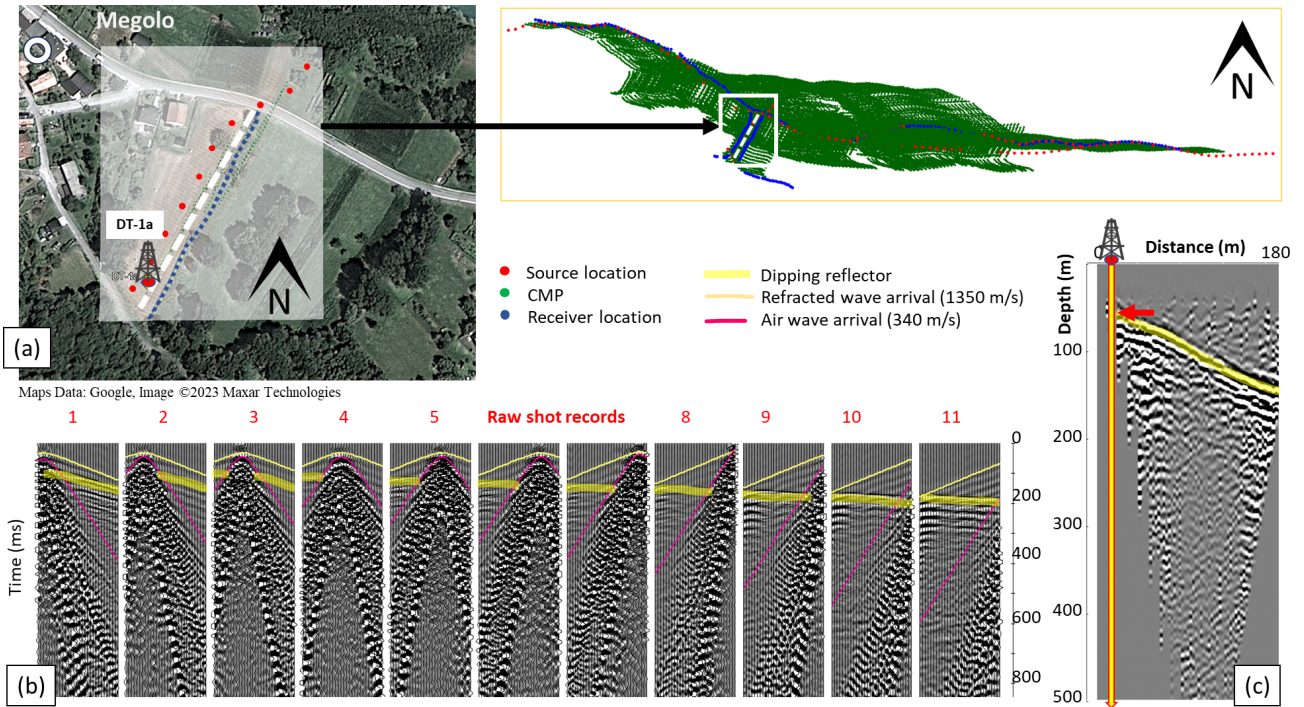 Megolo
N
DT-1a
N
(a)
Source location
CMP
Receiver location
Dipping reflector
Refracted wave arrival (1350 m/s)
Air wave arrival (340 m/s)
Maps Data: Google, Image ©2023 Maxar Technologies
1 2 3 4 5 Raw shot records 8 9 10 11
0
200
400
600
800
Time (ms)
(b)
0 Distance (m) 180
Depth (m)
100
200
300
400
500
(c)